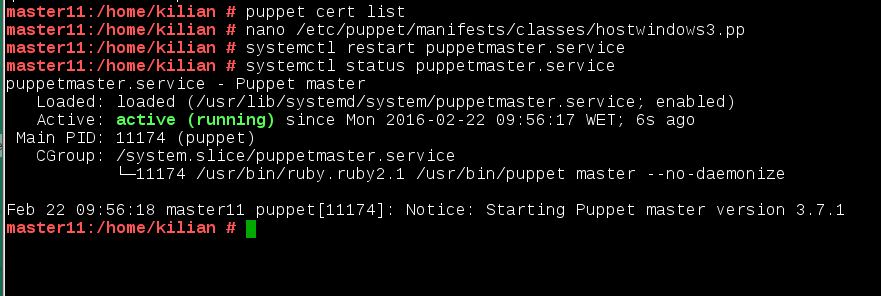 master11:/home/kilian # puppet cert list
master11:/home/kilian # nano /etc/puppet/manifests/classes/hostwindows3.pp
master11:/home/kilian # systemctl restart puppetmaster.service
master11:/home/kilian # systemctl status puppetmaster.service
puppetmaster.service - Puppet master
   Loaded: loaded (/usr/lib/systemd/system/puppetmaster.service; enabled)
   Active: active (running) since Mon 2016-02-22 09:56:17 WET; 6s ago
 Main PID: 11174 (puppet)
   CGroup: /system.slice/puppetmaster.service
           └─11174 /usr/bin/ruby.ruby2.1 /usr/bin/puppet master --no-daemonize
Feb 22 09:56:18 master11 puppet[11174]: Notice: Starting Puppet master version 3.7.1
master11:/home/kilian #